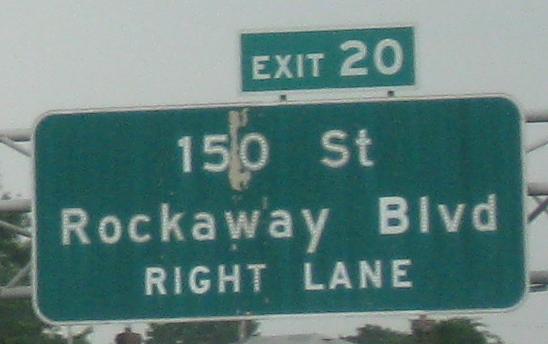 EXIT 20
150 St
Rockaway Blvd
RIGHT LANE